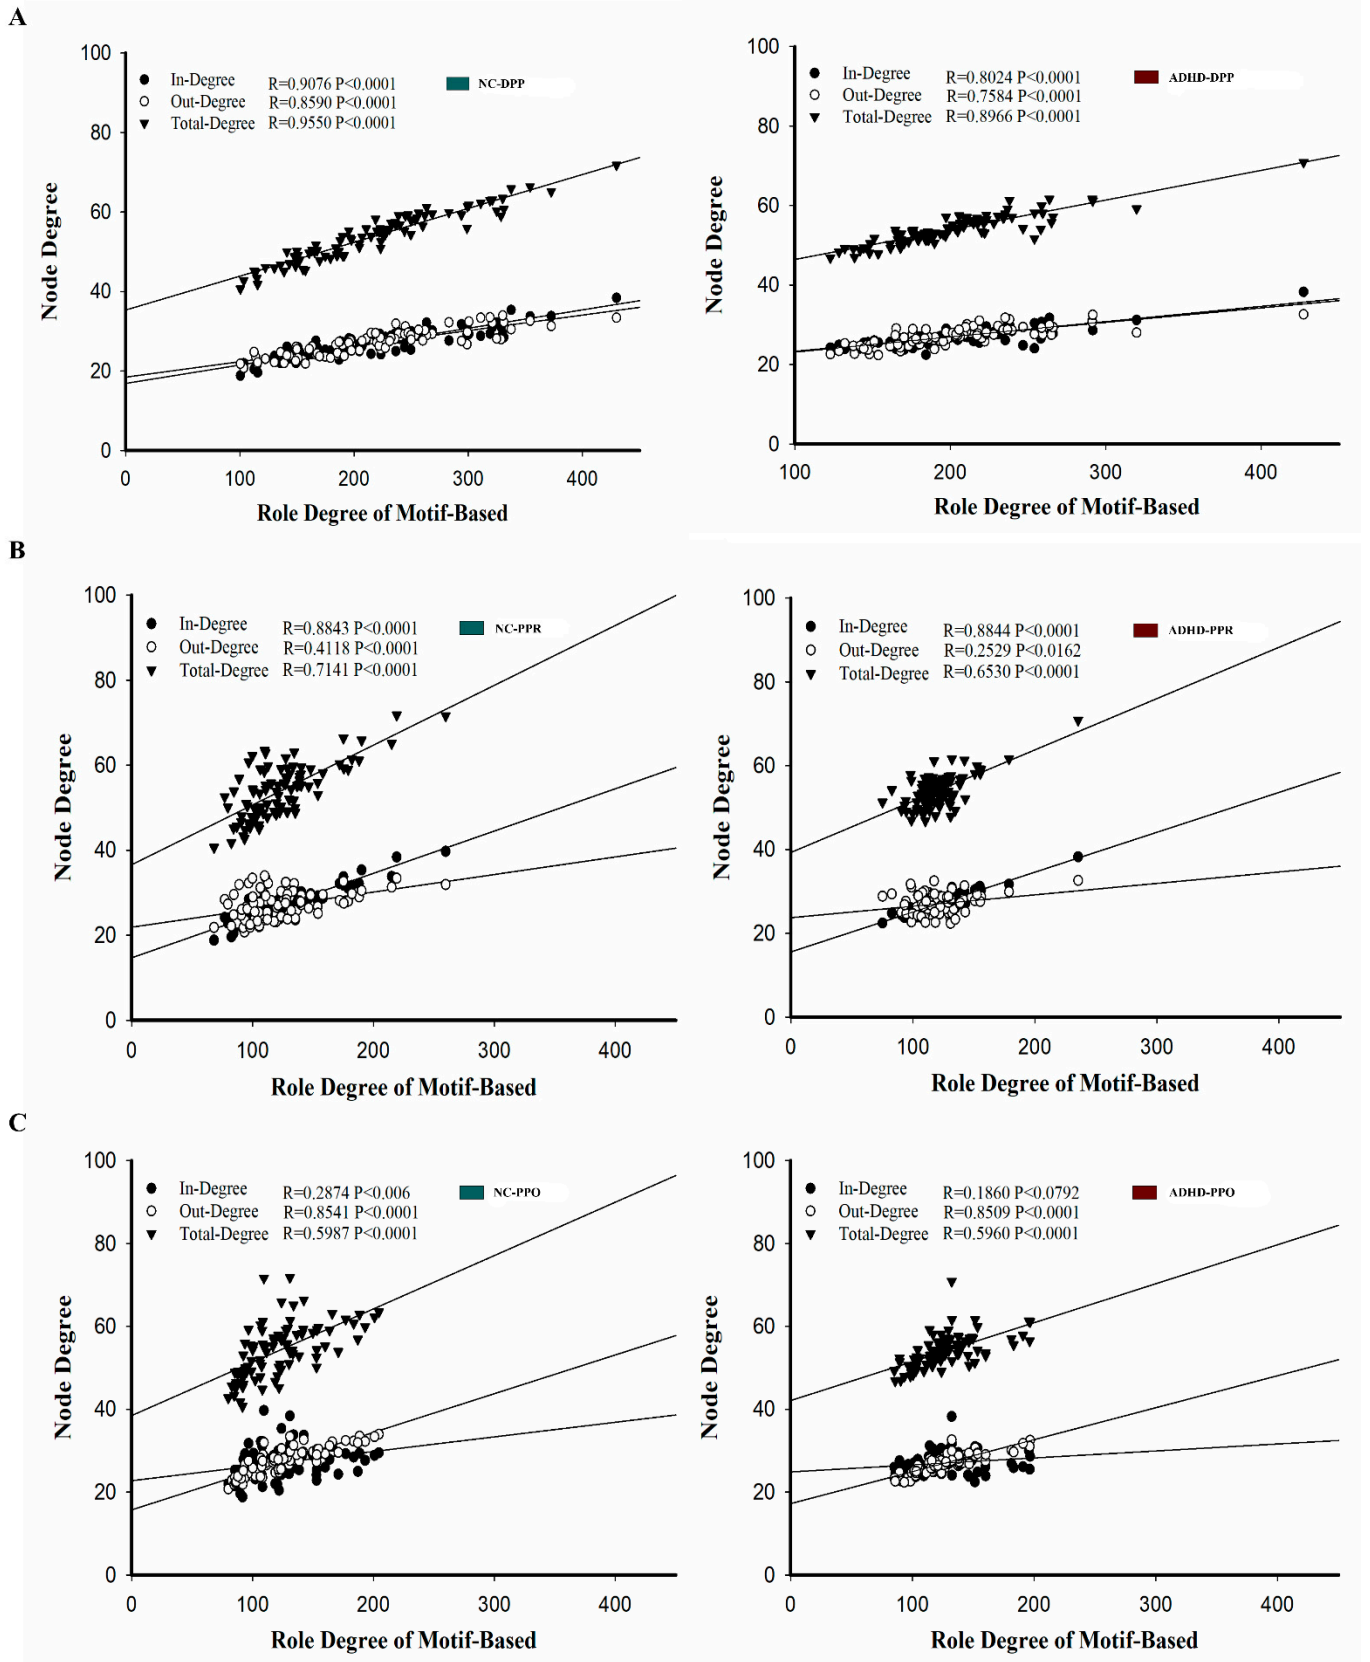 A
100
80
60
40
20
0
Node Degree
In-Degree R=0.9076 P<0.0001
Out-Degree R=0.8590 P<0.0001
Total-Degree R=0.9550 P<0.0001
NC-DPP
0 100 200 300 400
Role Degree of Motif-Based
100
80
60
40
20
0
Node Degree
In-Degree R=0.8024 P<0.0001
Out-Degree R=0.7584 P<0.0001
Total-Degree R=0.8966 P<0.0001
ADHD-DPP
100 200 300 400
Role Degree of Motif-Based
B
100
80
60
40
20
0
Node Degree
In-Degree R=0.8843 P<0.0001
Out-Degree R=0.4118 P<0.0001
Total-Degree R=0.7141 P<0.0001
NC-PPR
0 100 200 300 400
Role Degree of Motif-Based
100
80
60
40
20
0
Node Degree
In-Degree R=0.8844 P<0.0001
Out-Degree R=0.2529 P<0.0162
Total-Degree R=0.6530 P<0.0001
ADHD-PPR
0 100 200 300 400
Role Degree of Motif-Based
C
100
80
60
40
20
0
Node Degree
In-Degree R=0.2874 P<0.006
Out-Degree R=0.8541 P<0.0001
Total-Degree R=0.5987 P<0.0001
NC-PPO
0 100 200 300 400
Role Degree of Motif-Based
100
80
60
40
20
0
Node Degree
In-Degree R=0.1860 P<0.0792
Out-Degree R=0.8509 P<0.0001
Total-Degree R=0.5960 P<0.0001
ADHD-PPO
0 100 200 300 400
Role Degree of Motif-Based